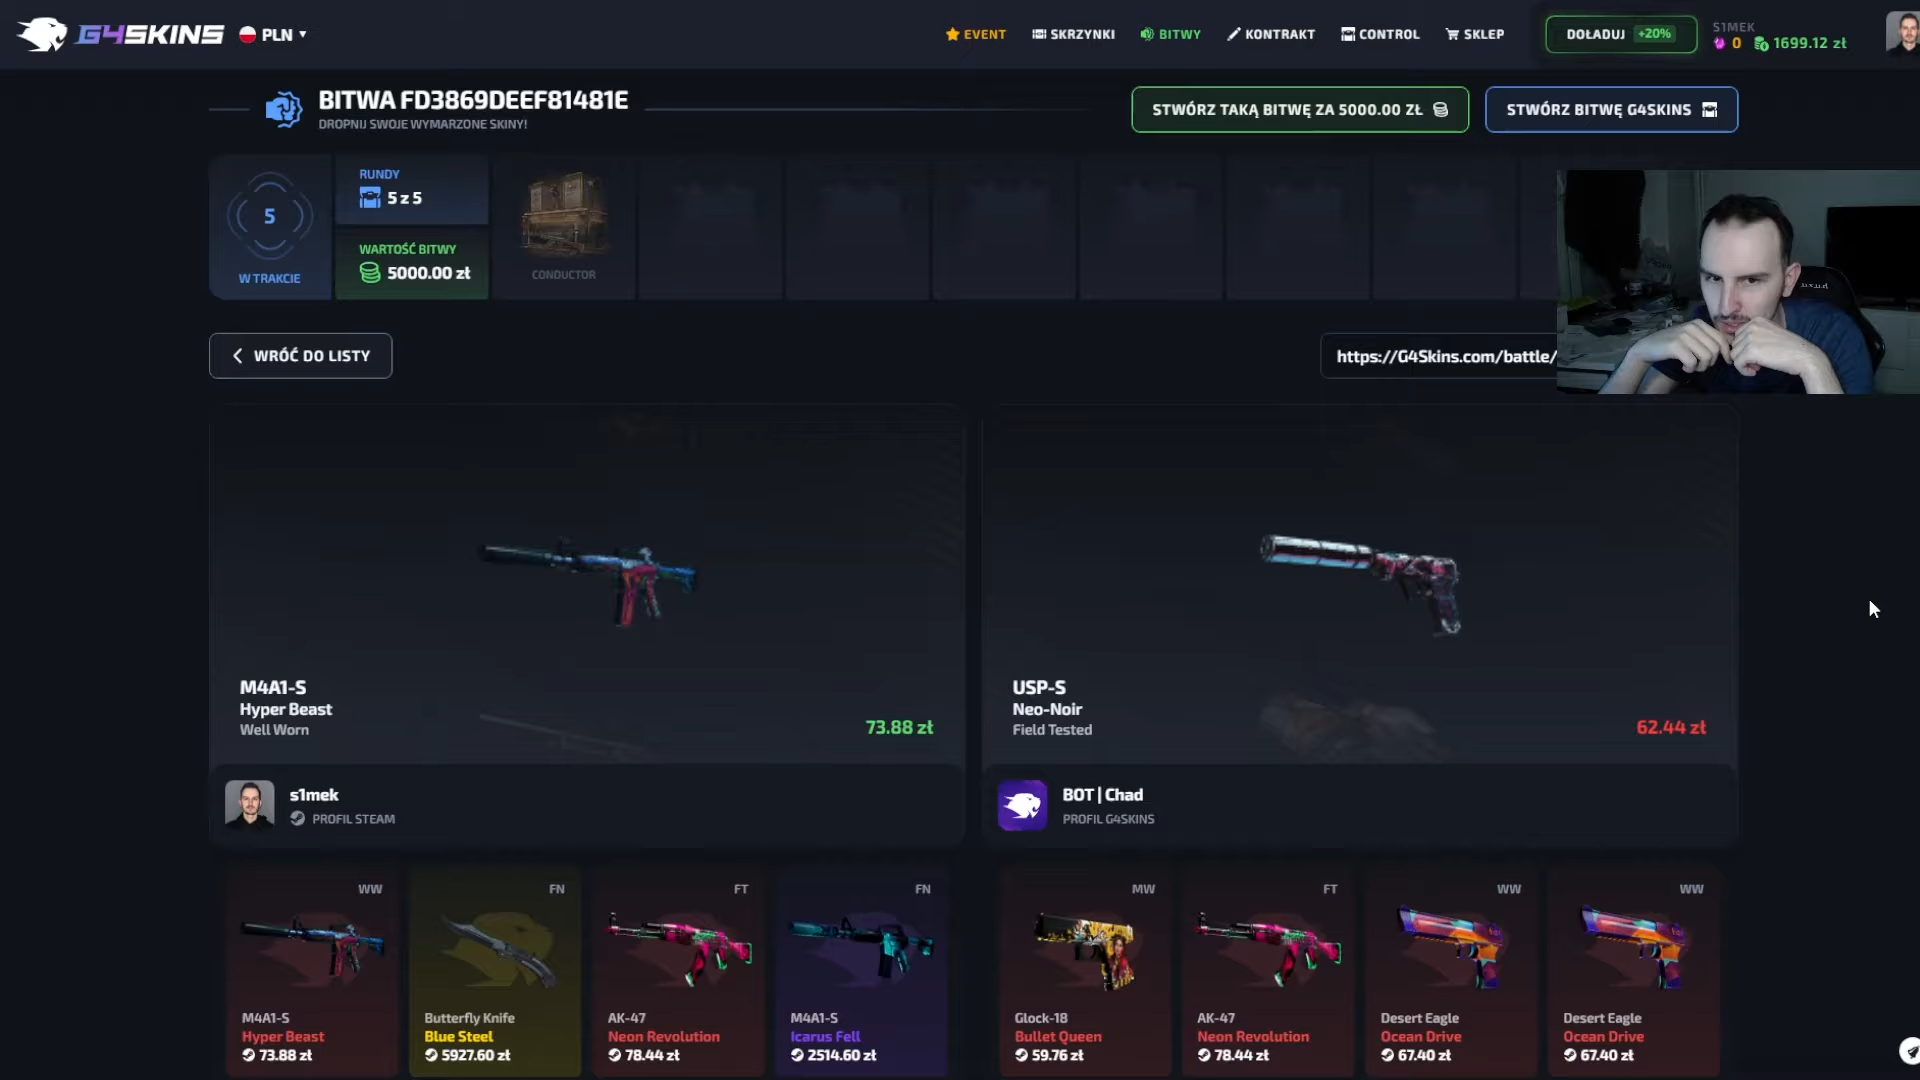 G4SKINS
PLN
EVENT
SKRZYNKI
BITWY
KONTRAKT
CONTROL
SKLEP
DOŁADUJ +20%
S1MEK
0 1699.12 zł
BITWA FD3869DEEF81481E
DROPNIJ SWOJE WYMARZONE SKINY!
STWÓRZ TAKĄ BITWĘ ZA 5000.00 ZŁ
STWÓRZ BITWĘ G4SKINS
5
W TRAKCIE
RUNDY
5 z 5
WARTOŚĆ BITWY
5000.00 zł
CONDUCTOR
WRÓĆ DO LISTY
https://G4Skins.com/battle/
M4A1-S
Hyper Beast
Well Worn
73.88 zł
USP-S
Neo-Noir
Field Tested
62.44 zł
s1mek
PROFIL STEAM
BOT | Chad
PROFIL G4SKINS
WW
M4A1-S
Hyper Beast
73.88 zł
FN
Butterfly Knife
Blue Steel
5927.60 zł
FT
AK-47
Neon Revolution
78.44 zł
FN
M4A1-S
Icarus Fell
2514.60 zł
MW
Glock-18
Bullet Queen
59.76 zł
FT
AK-47
Neon Revolution
78.44 zł
WW
Desert Eagle
Ocean Drive
67.40 zł
WW
Desert Eagle
Ocean Drive
67.40 zł